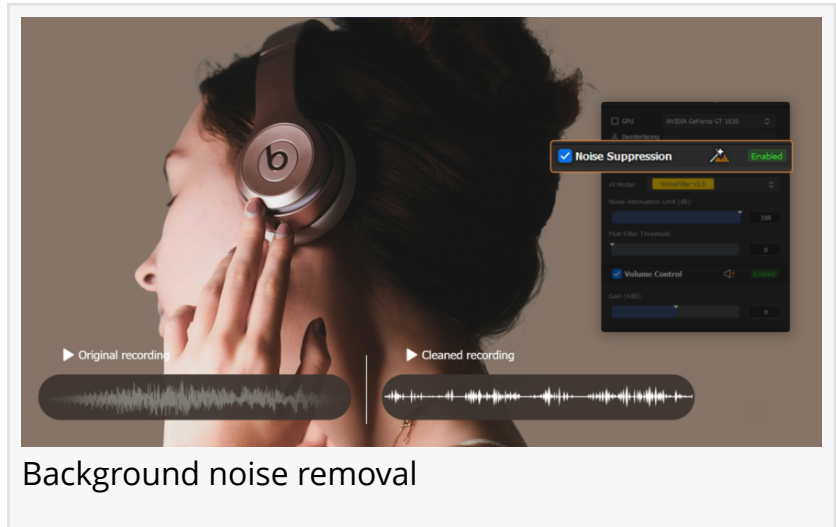 GPU
NVIDIA GeForce GT 1030
Deinterlacing
Noise Suppression
Enabled
AI Model:
VoiceFilter v3.0
Noise Attenuation Limit (dB):
100
Post Filter Threshold:
0
Volume Control
Enabled
Gain (±dB):
0
Original recording
Cleaned recording
Background noise removal